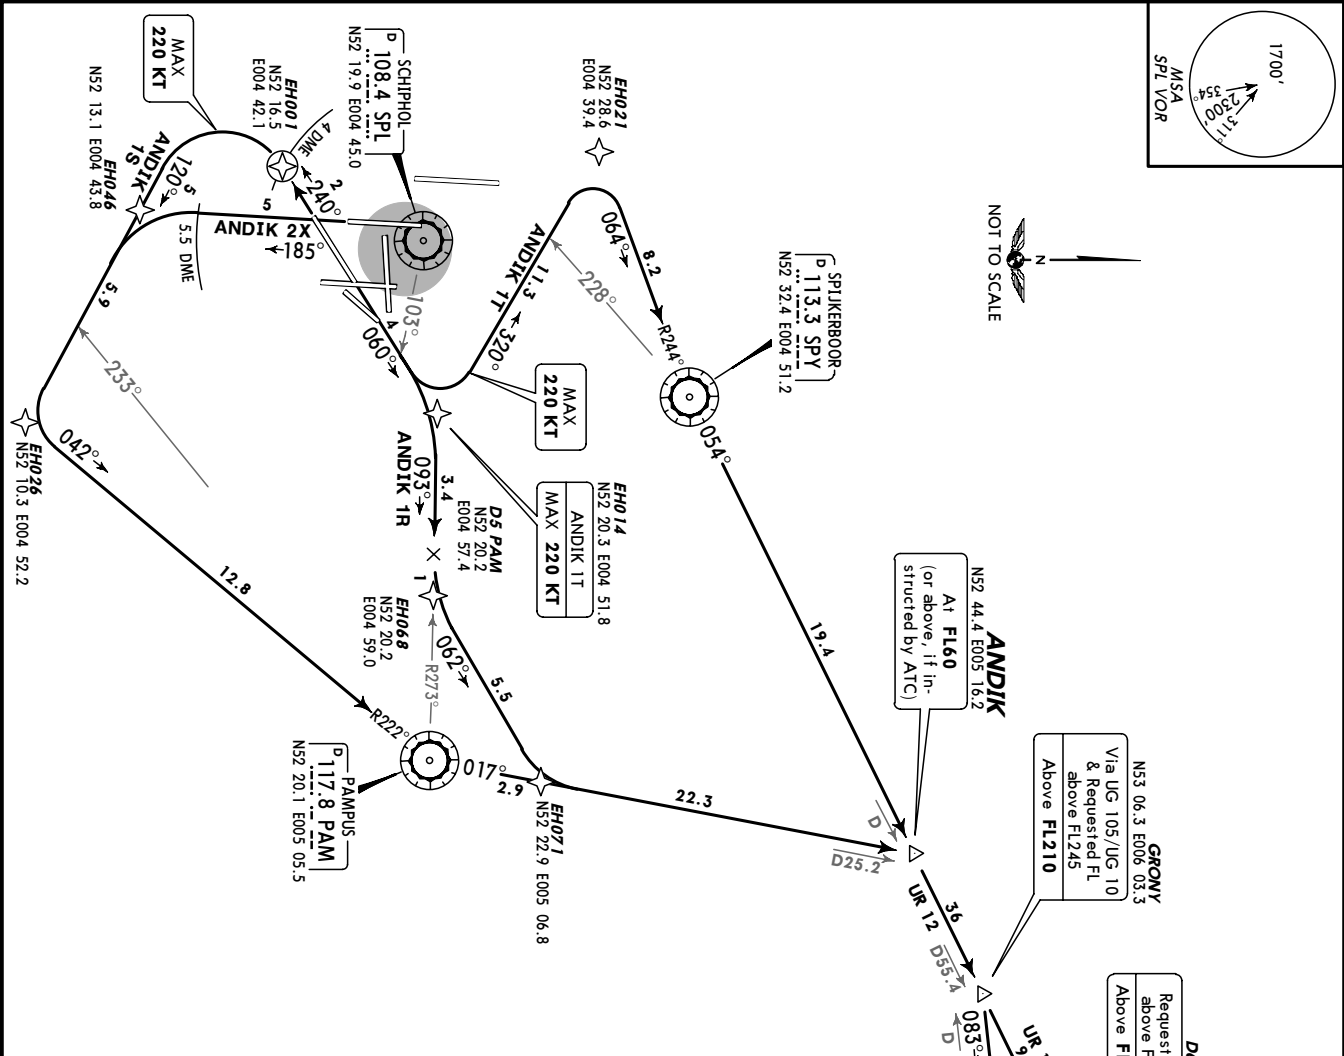 MSA
SPL VOR
1700'
2300'
354°
311°
N
NOT TO SCALE
GRONY
N53 06.3 E006 03.3
Via UG 105/UG 10
& Requested FL
above FL245
Above FL210
Request
above F
Above F
ANDIK
N52 44.4 E005 16.2
At FL60
(or above, if in-
structed by ATC)
SPIJKERBOOR
D 113.3 SPY
N52 32.4 E004 51.2
EH021
N52 28.6
E004 39.4
EH014
N52 20.3 E004 51.8
ANDIK 1T
MAX 220 KT
MAX
220 KT
SCHIPHOL
D 108.4 SPL
N52 19.9 E004 45.0
EH001
N52 16.5
E004 42.1
MAX
220 KT
EH046
N52 13.1 E004 43.8
EH026
N52 10.3 E004 52.2
D5 PAM
N52 20.2
E004 57.4
EH068
N52 20.2
E004 59.0
EH071
N52 22.9 E005 06.8
PAMPUS
D 117.8 PAM
N52 20.1 E005 05.5
064°
8.2
R244°
228°
054°
19.4
D
D25.2
UR 12
36
D55.4
083°
D
UR
9
ANDIK 1T
11.3
320°
4 DME
2
240°
5
ANDIK 2X
185°
5.5 DME
ANDIK
1S
120°
5
5.9
233°
042°
12.8
R222°
4
103°
060°
ANDIK 1R
093°
3.4
1
R273°
062°
5.5
017°
2.9
22.3